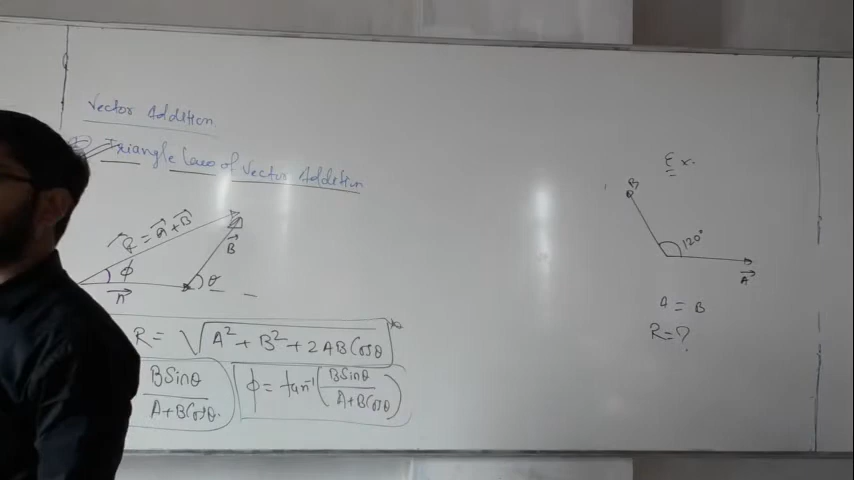 Vector Addition
Triangle Law of Vector Addition
R = A + B
B
ϕ
θ
A
R = √A² + B² + 2AB Cosθ
BSinθ / A+BCosθ
ϕ = tan⁻¹ (BSinθ / A+BCosθ)
Ex.
B
120°
A
A = B
R = ?